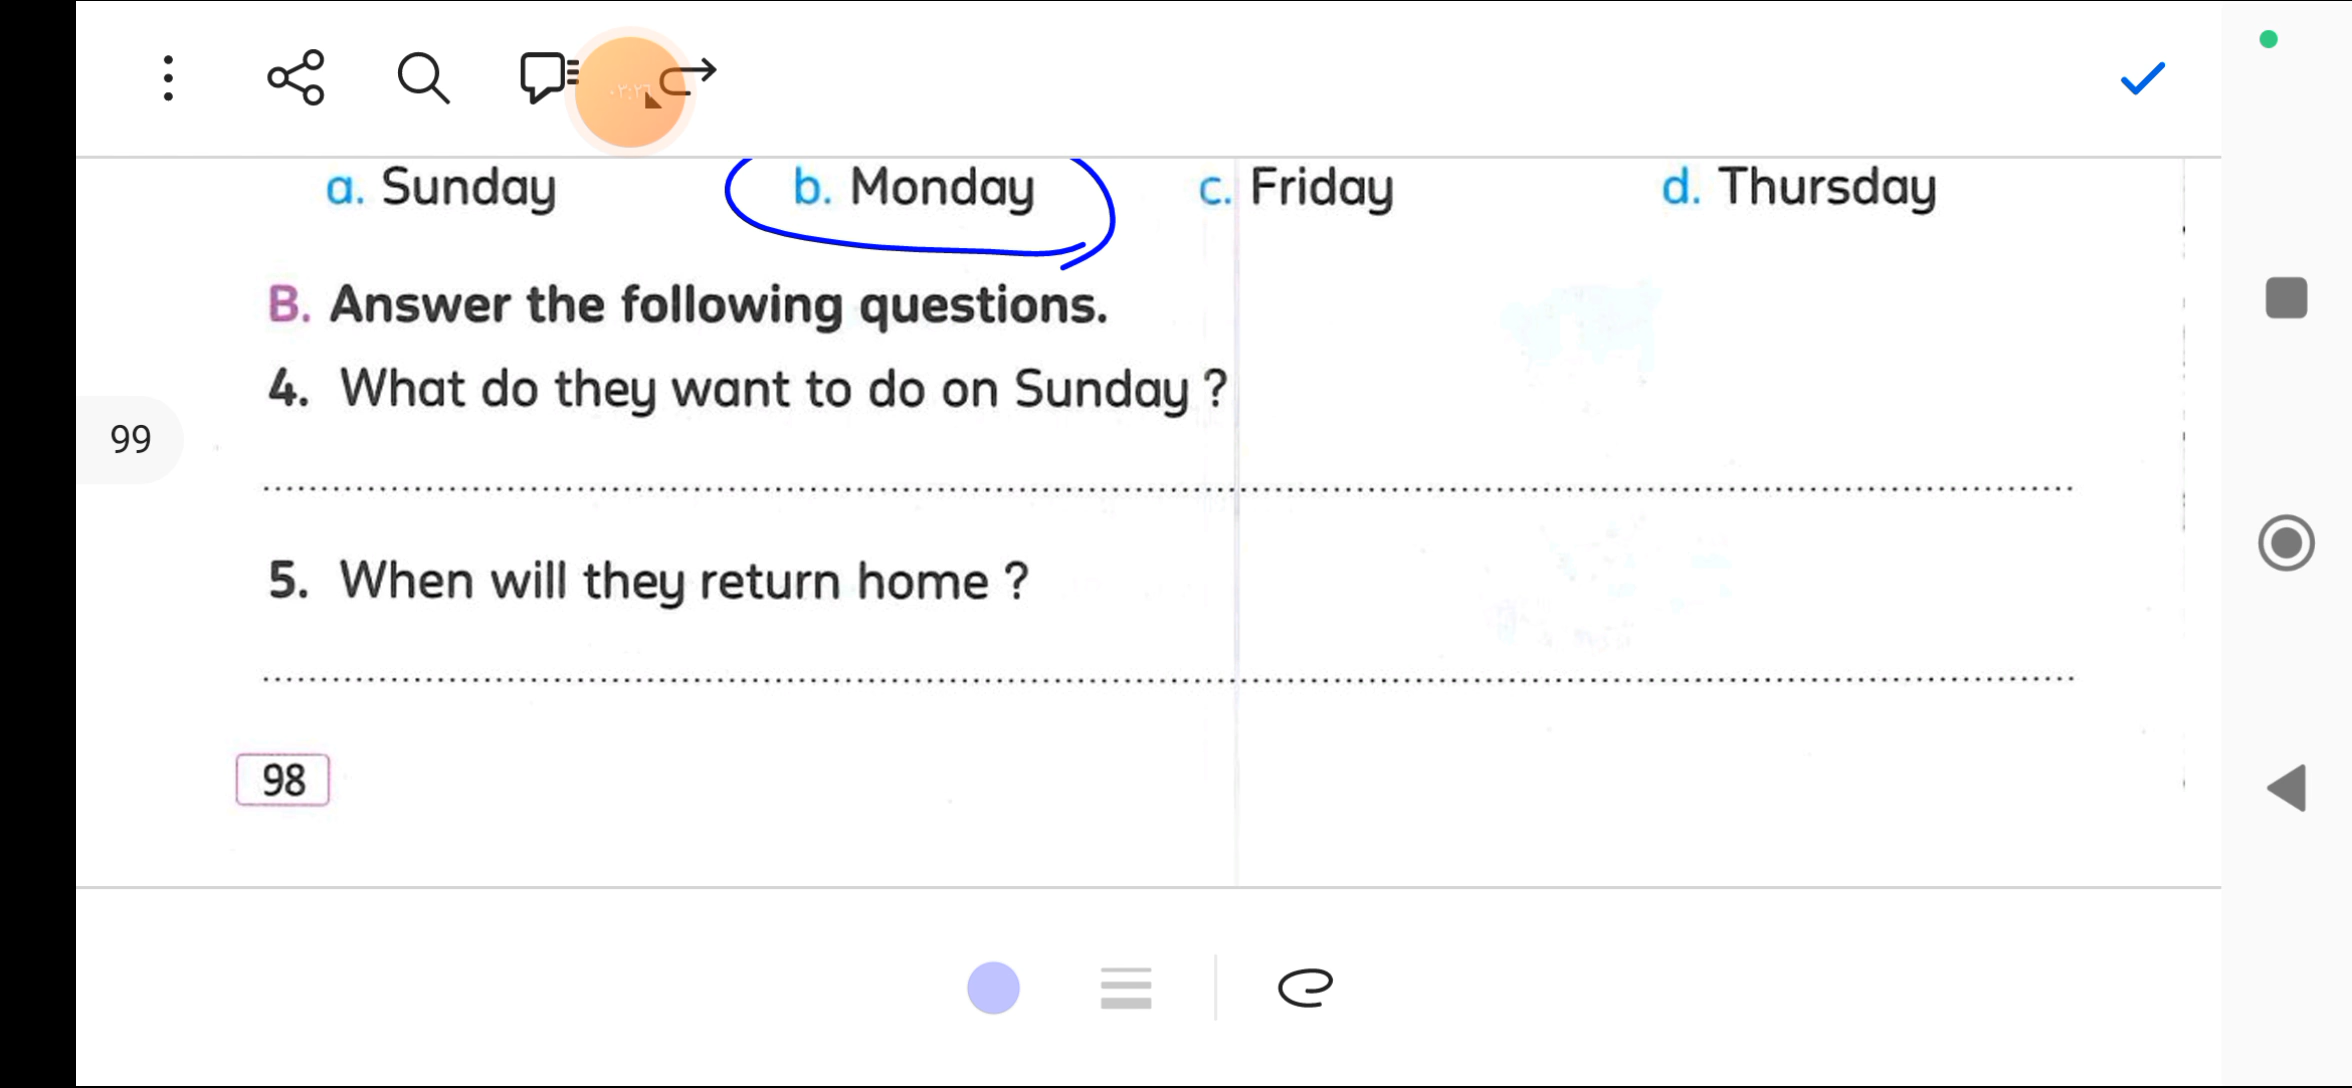 a. Sunday b. Monday c. Friday d. Thursday
B. Answer the following questions.
4. What do they want to do on Sunday ?
99
5. When will they return home ?
98